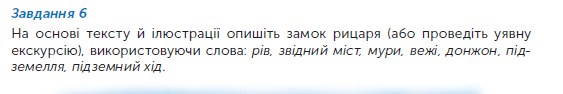 Завдання 6
На основі тексту й ілюстрації опишіть замок рицаря (або проведіть уявну
екскурсію), використовуючи слова: рів, звідний міст, мури, вежі, донжон, під-
земелля, підземний хід.